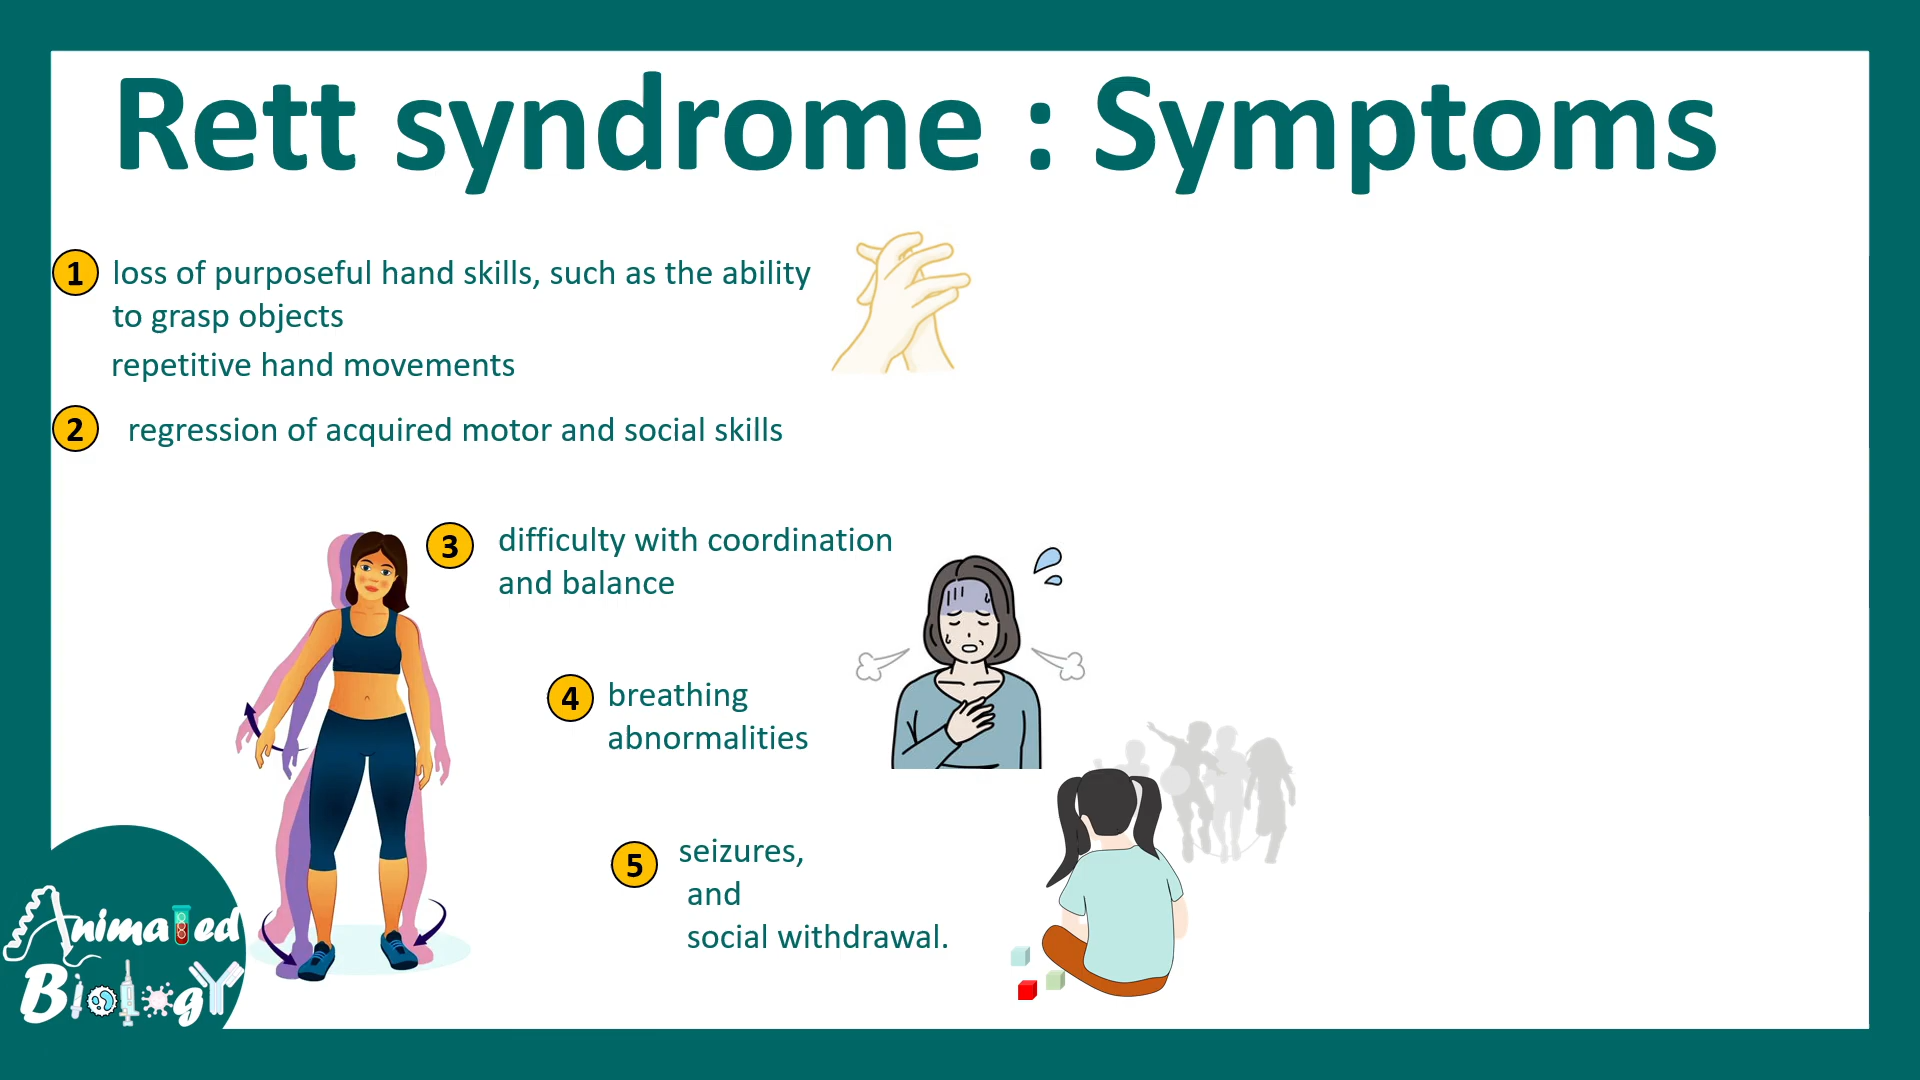 Rett syndrome : Symptoms
1 loss of purposeful hand skills, such as the ability
to grasp objects
repetitive hand movements
2 regression of acquired motor and social skills
3 difficulty with coordination
and balance
4 breathing
abnormalities
5 seizures,
and
social withdrawal.
Animated
Biology